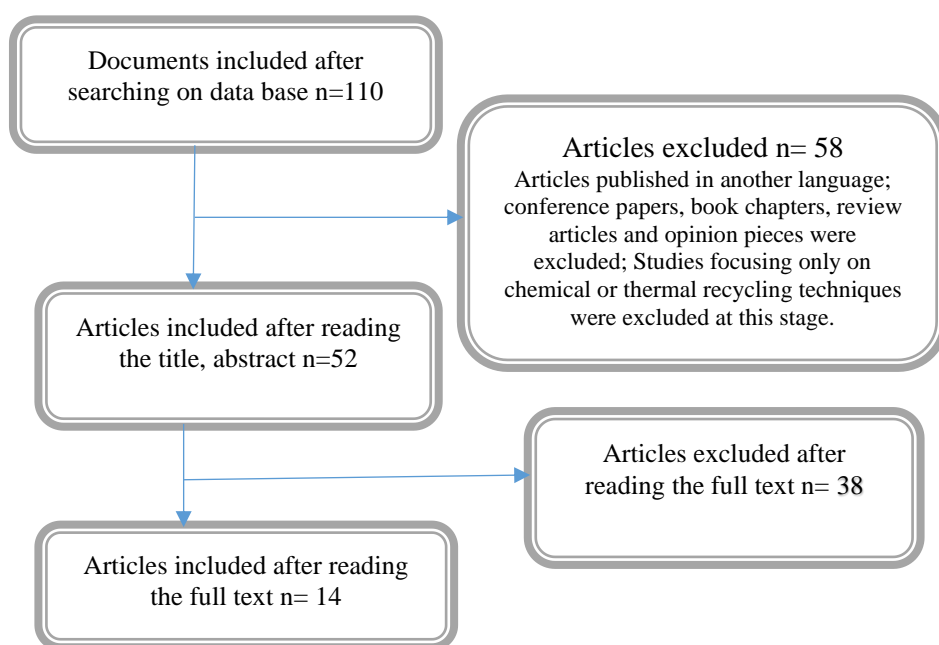 Documents included after
searching on data base n=110
Articles excluded n= 58
Articles published in another language;
conference papers, book chapters, review
articles and opinion pieces were
excluded; Studies focusing only on
chemical or thermal recycling techniques
were excluded at this stage.
Articles included after reading
the title, abstract n=52
Articles excluded after
reading the full text n= 38
Articles included after reading
the full text n= 14